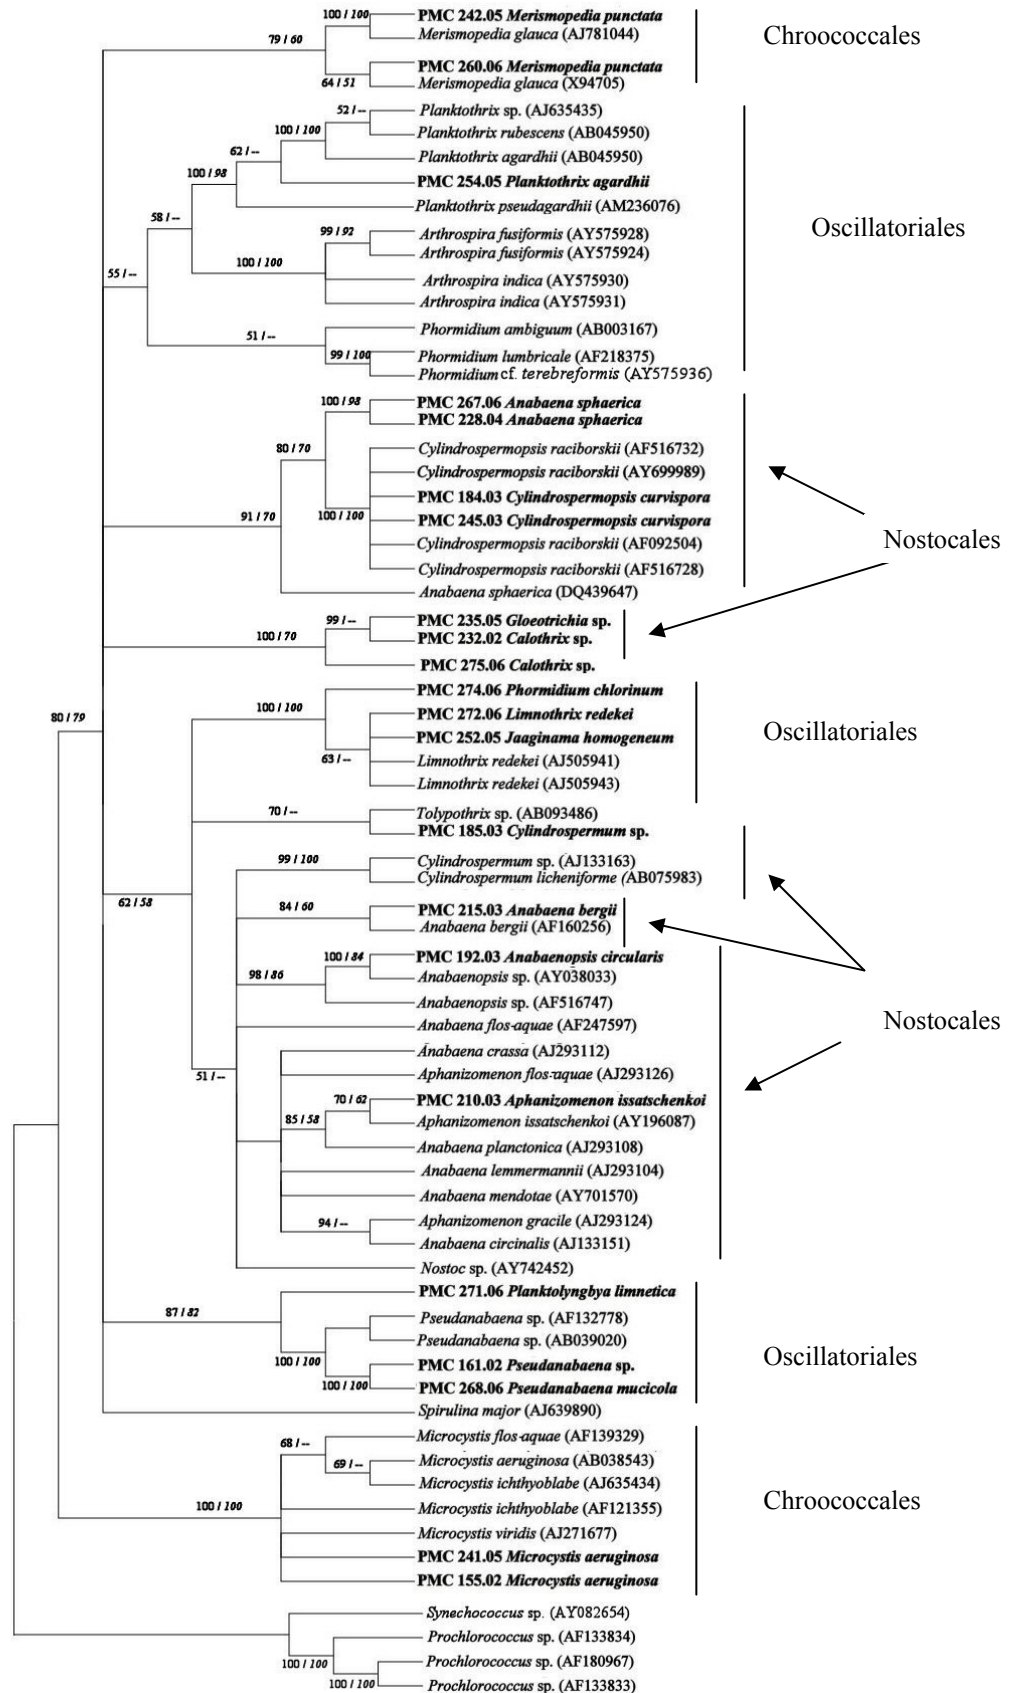 100 / 100
PMC 242.05 Merismopedia punctata
Merismopedia glauca (AJ781044)
79 / 60
Chroococcales
PMC 260.06 Merismopedia punctata
64 / 51
Merismopedia glauca (X94705)
52 / --
Planktothrix sp. (AJ635435)
100 / 100
Planktothrix rubescens (AB045950)
62 / --
Planktothrix agardhii (AB045950)
100 / 98
PMC 254.05 Planktothrix agardhii
58 / --
Planktothrix pseudagardhii (AM236076)
Oscillatoriales
99 / 92
Arthrospira fusiformis (AY575928)
Arthrospira fusiformis (AY575924)
100 / 100
55 / --
Arthrospira indica (AY575930)
Arthrospira indica (AY575931)
51 / --
Phormidium ambiguum (AB003167)
99 / 100
Phormidium lumbricale (AF218375)
Phormidium cf. terebreformis (AY575936)
100 / 98
PMC 267.06 Anabaena sphaerica
PMC 228.04 Anabaena sphaerica
80 / 70
Cylindrospermopsis raciborskii (AF516732)
Cylindrospermopsis raciborskii (AY699989)
PMC 184.03 Cylindrospermopsis curvispora
91 / 70
100 / 100
PMC 245.03 Cylindrospermopsis curvispora
Nostocales
Cylindrospermopsis raciborskii (AF092504)
Cylindrospermopsis raciborskii (AF516728)
Anabaena sphaerica (DQ439647)
99 / --
PMC 235.05 Gloeotrichia sp.
100 / 70
PMC 232.02 Calothrix sp.
PMC 275.06 Calothrix sp.
80 / 79
100 / 100
PMC 274.06 Phormidium chlorinum
PMC 272.06 Limnothrix redekei
Oscillatoriales
PMC 252.05 Jaaginama homogeneum
63 / --
Limnothrix redekei (AJ505941)
Limnothrix redekei (AJ505943)
70 / --
Tolypothrix sp. (AB093486)
PMC 185.03 Cylindrospermum sp.
99 / 100
Cylindrospermum sp. (AJ133163)
Cylindrospermum licheniforme (AB075983)
62 / 58
84 / 60
PMC 215.03 Anabaena bergii
Anabaena bergii (AF160256)
100 / 84
PMC 192.03 Anabaenopsis circularis
98 / 86
Anabaenopsis sp. (AY038033)
Anabaenopsis sp. (AF516747)
Nostocales
Anabaena flos-aquae (AF247597)
Anabaena crassa (AJ293112)
51 / --
Aphanizomenon flos-aquae (AJ293126)
70 / 62
PMC 210.03 Aphanizomenon issatschenkoi
85 / 58
Aphanizomenon issatschenkoi (AY196087)
Anabaena planctonica (AJ293108)
Anabaena lemmermannii (AJ293104)
Anabaena mendotae (AY701570)
94 / --
Aphanizomenon gracile (AJ293124)
Anabaena circinalis (AJ133151)
Nostoc sp. (AY742452)
87 / 82
PMC 271.06 Planktolyngbya limnetica
Pseudanabaena sp. (AF132778)
Pseudanabaena sp. (AB039020)
Oscillatoriales
100 / 100
PMC 161.02 Pseudanabaena sp.
100 / 100
PMC 268.06 Pseudanabaena mucicola
Spirulina major (AJ639890)
68 / --
Microcystis flos-aquae (AF139329)
69 / --
Microcystis aeruginosa (AB038543)
Microcystis ichthyoblabe (AJ635434)
Chroococcales
100 / 100
Microcystis ichthyoblabe (AF121355)
Microcystis viridis (AJ271677)
PMC 241.05 Microcystis aeruginosa
PMC 155.02 Microcystis aeruginosa
Synechococcus sp. (AY082654)
Prochlorococcus sp. (AF133834)
100 / 100
Prochlorococcus sp. (AF180967)
100 / 100
Prochlorococcus sp. (AF133833)